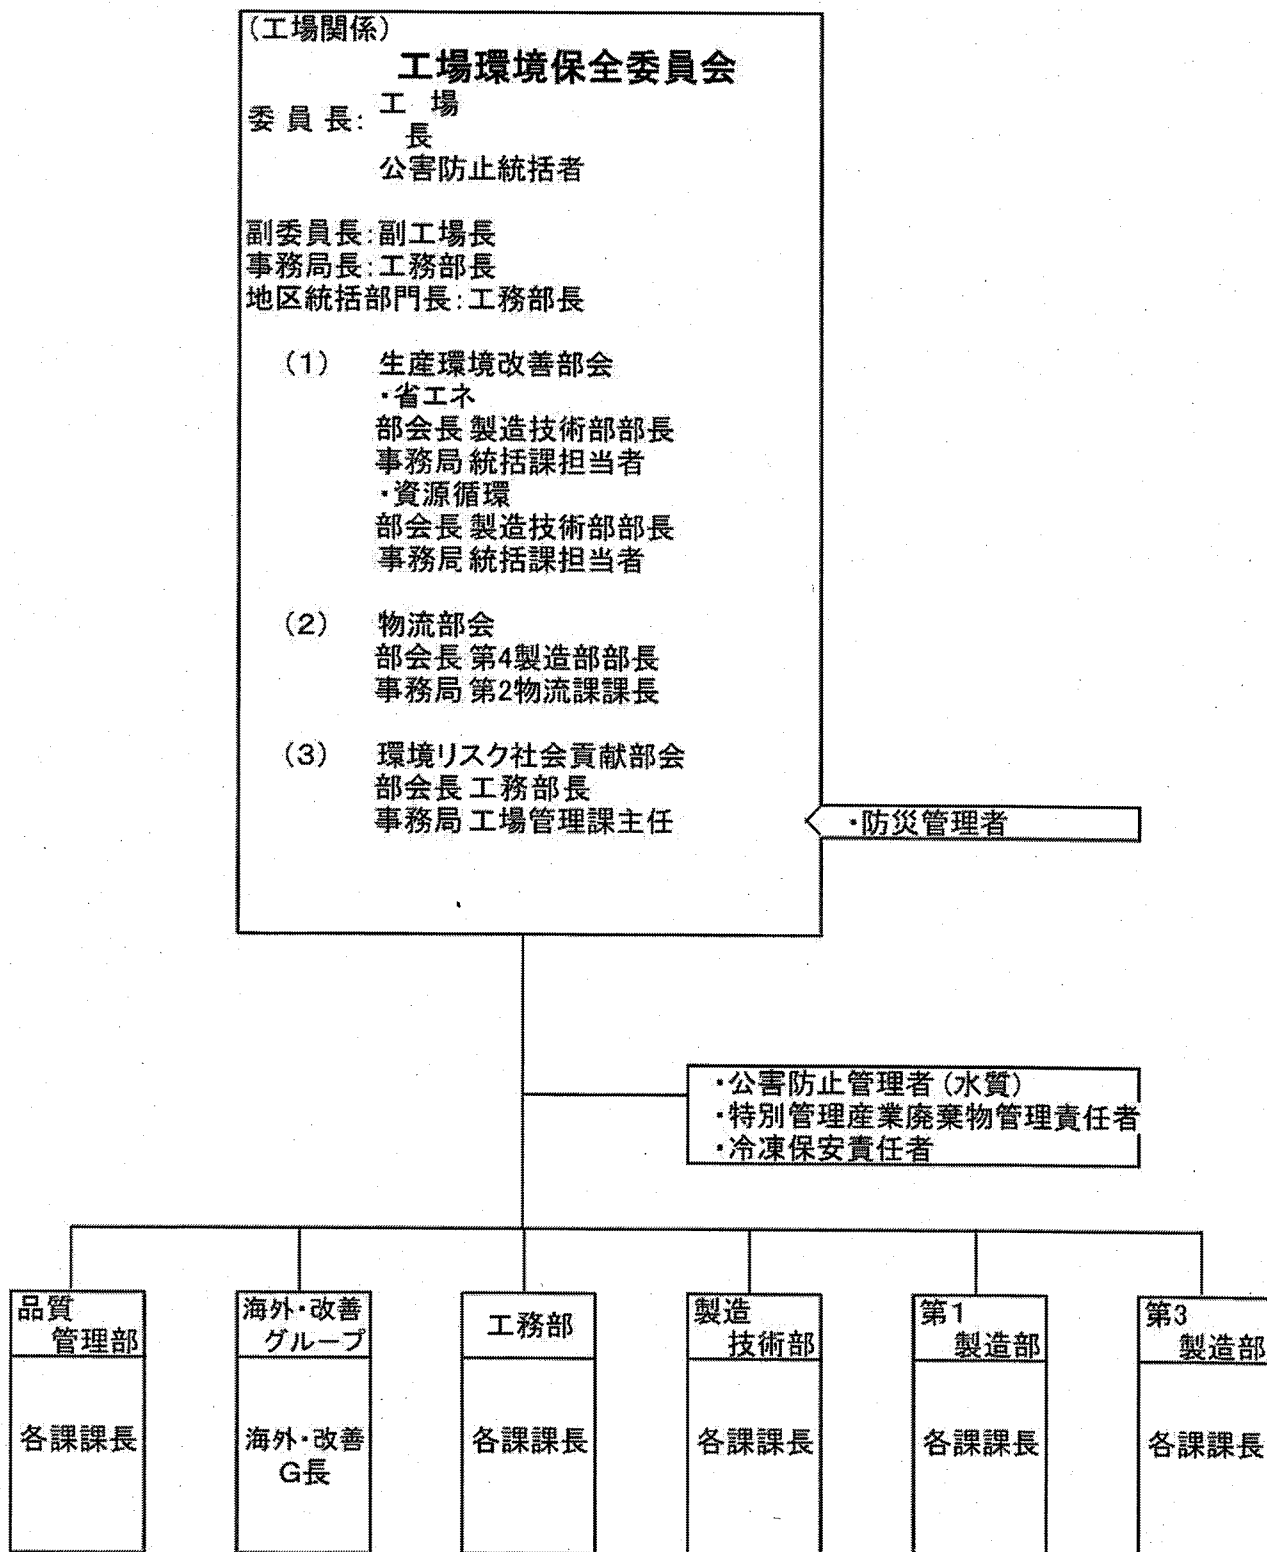 (工場関係)
工場環境保全委員会
委 員 長: 工 場
長
公害防止統括者
副委員長:副工場長
事務局長:工務部長
地区統括部門長:工務部長
(1) 生産環境改善部会
・省エネ
部会長 製造技術部部長
事務局 統括課担当者
・資源循環
部会長 製造技術部部長
事務局 統括課担当者
(2) 物流部会
部会長 第4製造部部長
事務局 第2物流課課長
(3) 環境リスク社会貢献部会
部会長 工務部長
事務局 工場管理課主任
・防災管理者
・公害防止管理者(水質)
・特別管理産業廃棄物管理責任者
・冷凍保安責任者
品質
管理部
各課課長
海外・改善
グループ
海外・改善
G長
工務部
各課課長
製造
技術部
各課課長
第1
製造部
各課課長
第3
製造部
各課課長